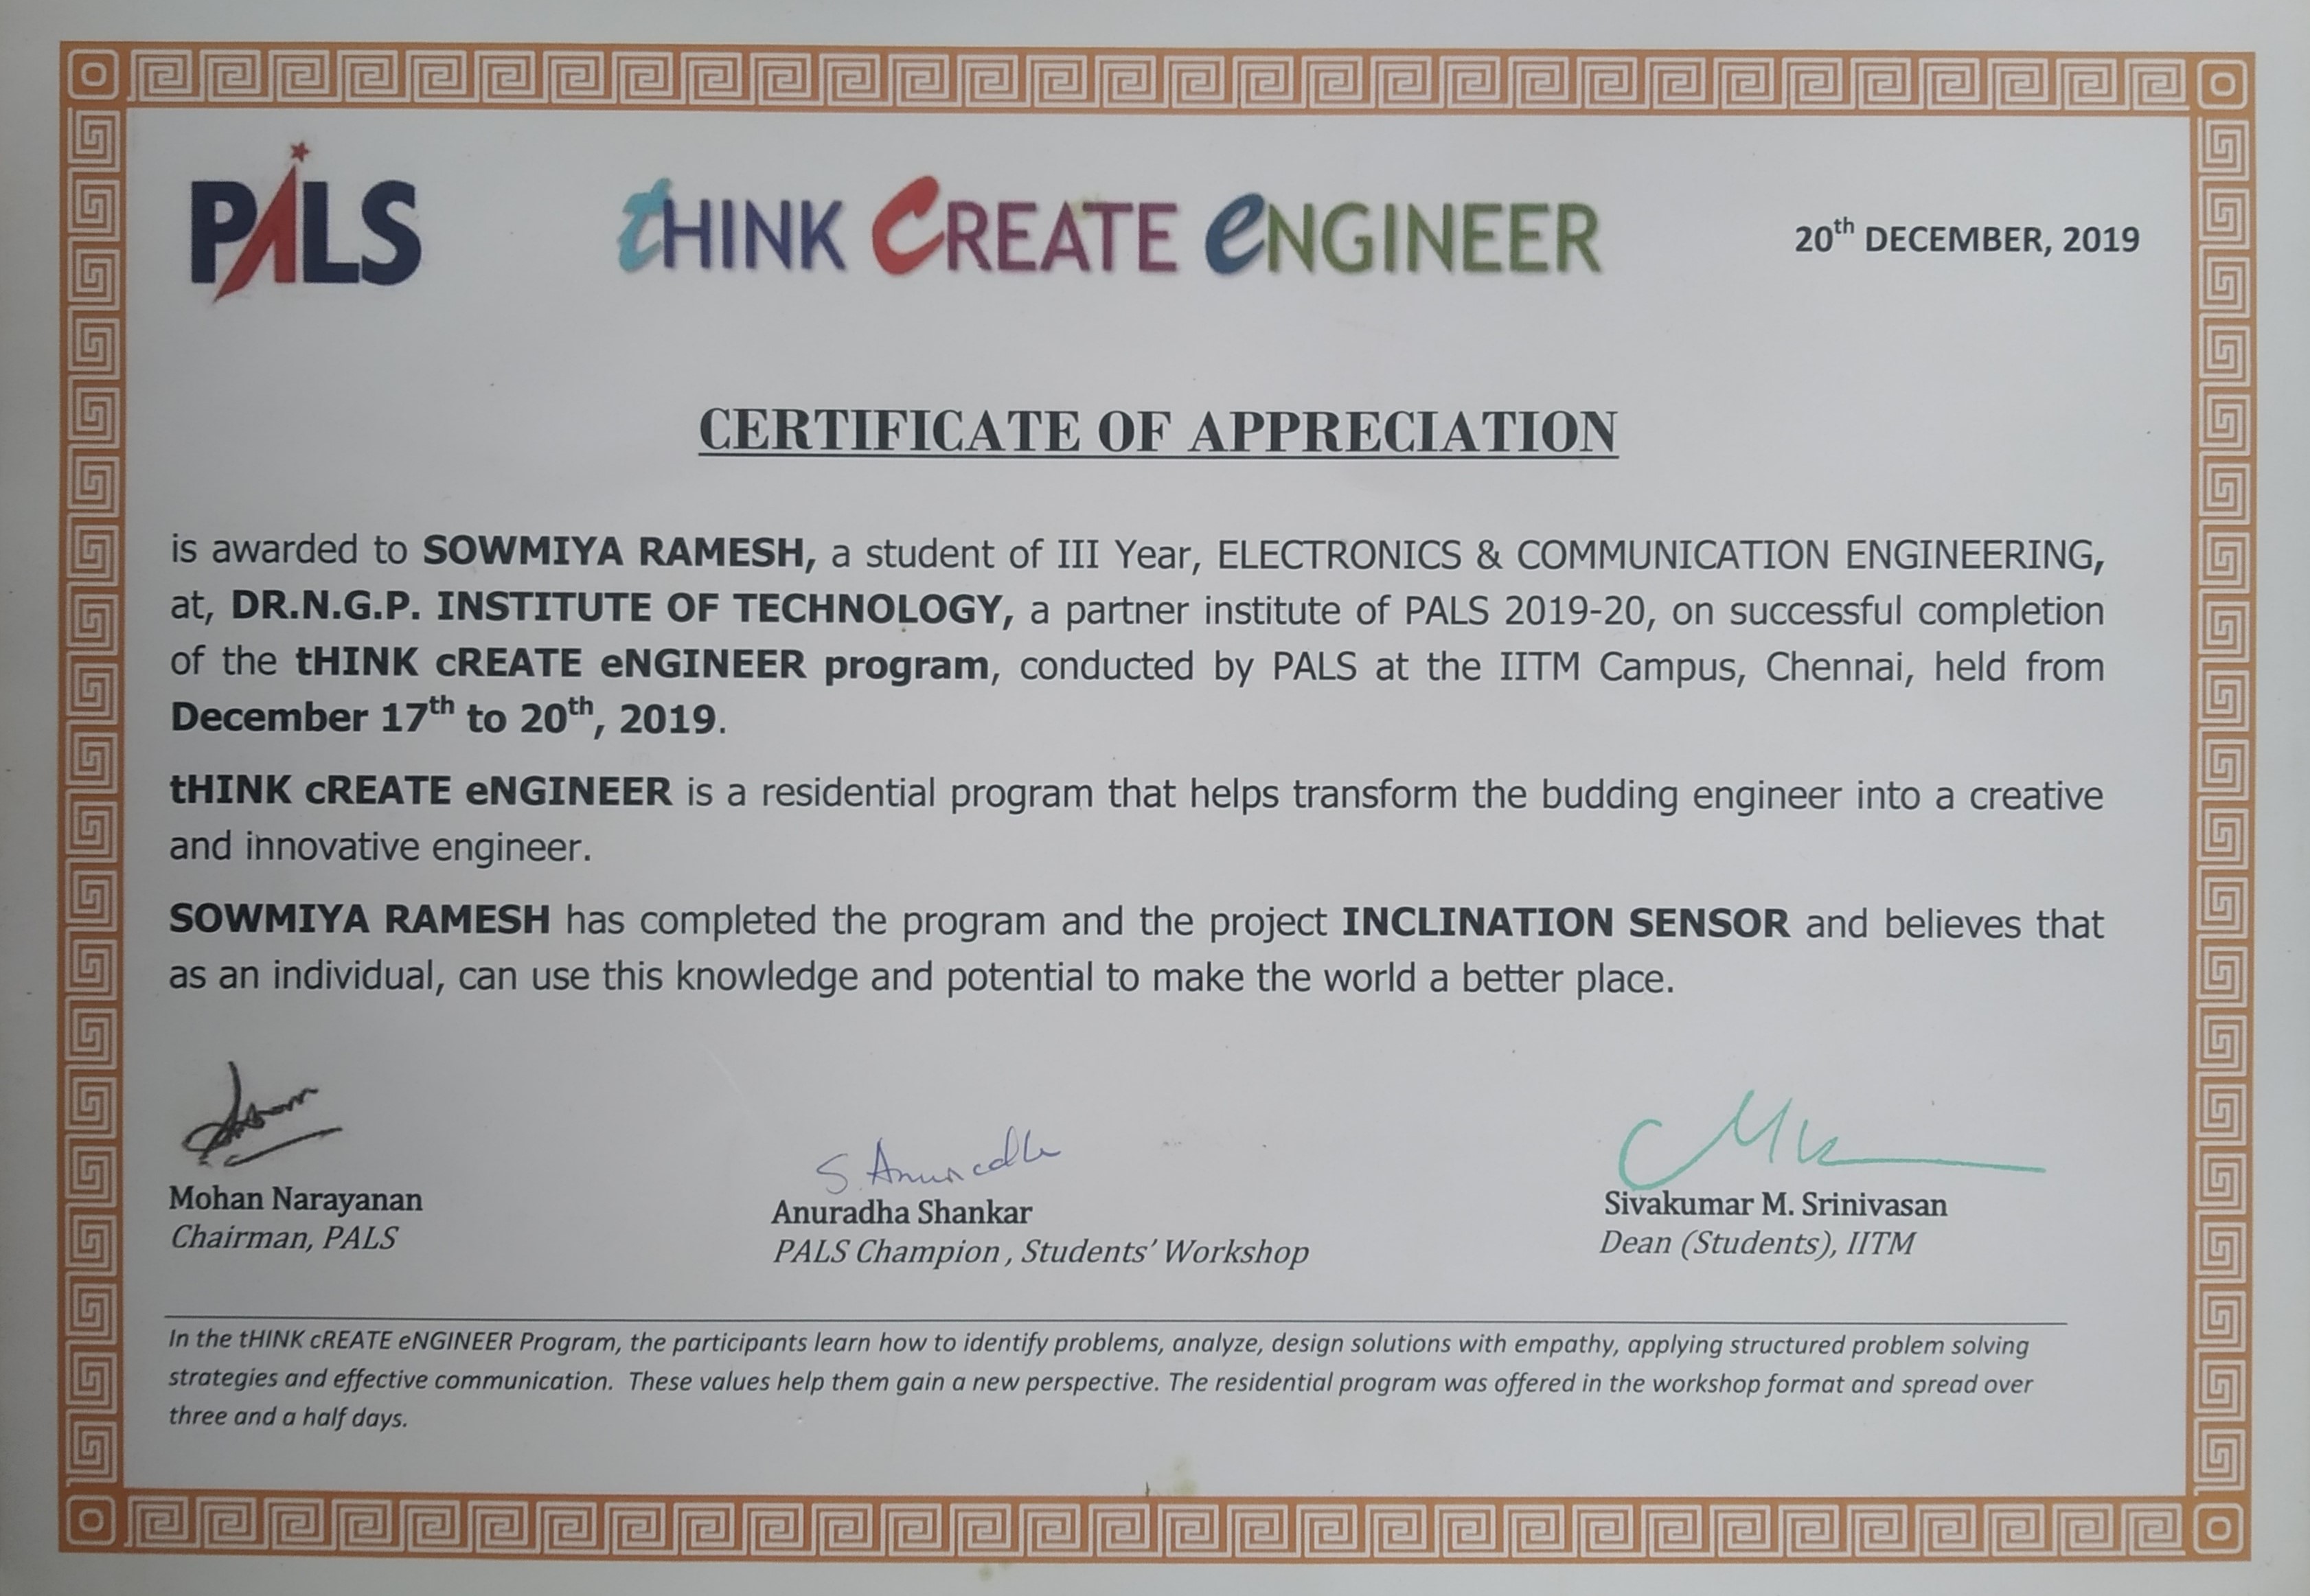 PALS
tHINK cREATE eNGINEER
20th DECEMBER, 2019
CERTIFICATE OF APPRECIATION
is awarded to SOWMIYA RAMESH, a student of III Year, ELECTRONICS & COMMUNICATION ENGINEERING,
at, DR.N.G.P. INSTITUTE OF TECHNOLOGY, a partner institute of PALS 2019-20, on successful completion
of the tHINK cREATE eNGINEER program, conducted by PALS at the IITM Campus, Chennai, held from
December 17th to 20th, 2019.
tHINK cREATE eNGINEER is a residential program that helps transform the budding engineer into a creative
and innovative engineer.
SOWMIYA RAMESH has completed the program and the project INCLINATION SENSOR and believes that
as an individual, can use this knowledge and potential to make the world a better place.
S. Anuradha
Mohan Narayanan
Chairman, PALS
Anuradha Shankar
PALS Champion, Students' Workshop
Sivakumar M. Srinivasan
Dean (Students), IITM
In the tHINK cREATE eNGINEER Program, the participants learn how to identify problems, analyze, design solutions with empathy, applying structured problem solving
strategies and effective communication. These values help them gain a new perspective. The residential program was offered in the workshop format and spread over
three and a half days.